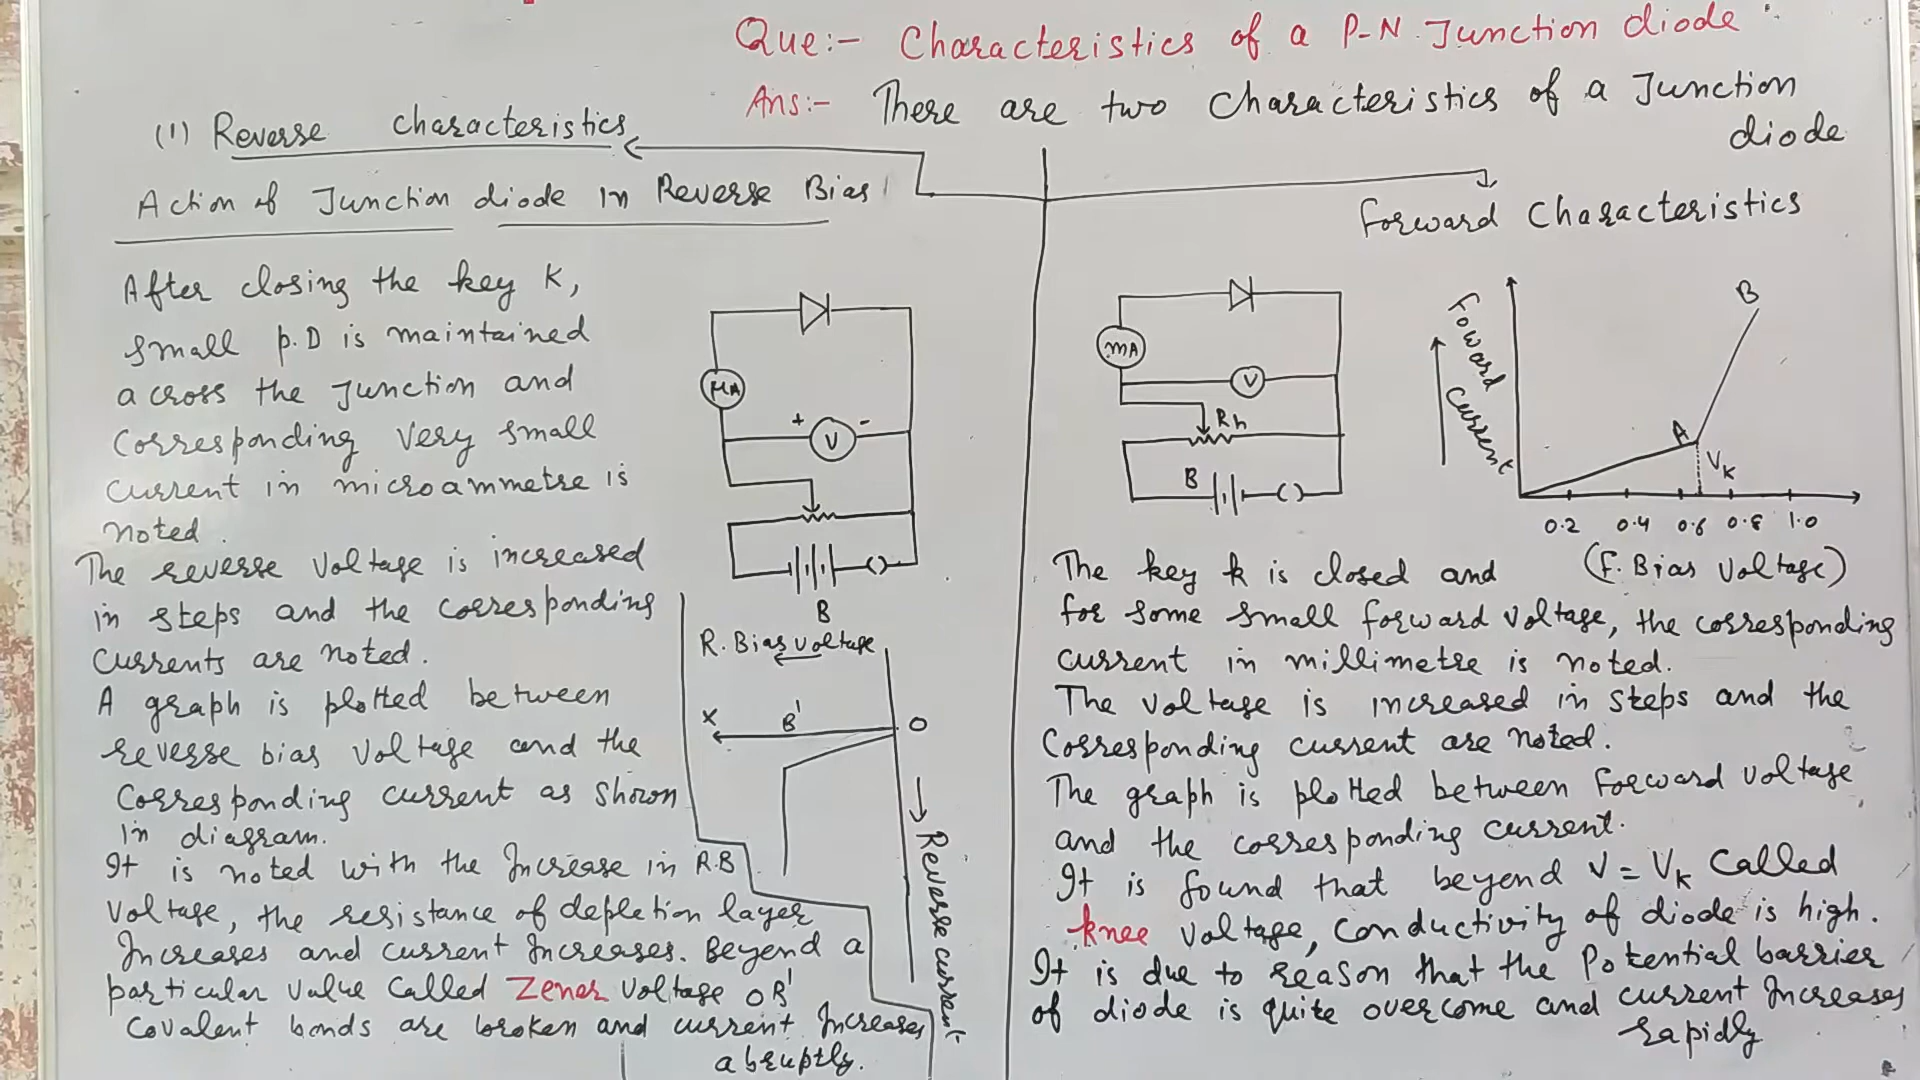 Que:- Characteristics of a P-N Junction diode
Ans:- There are two Characteristics of a Junction
diode
(1) Reverse characteristics
Action of Junction diode in Reverse Bias
After closing the key K,
small p.D is maintained
across the Junction and
corresponding very small
current in microammetre is
noted.
The reverse voltage is increased
in steps and the corresponding
currents are noted.
A graph is plotted between
reverse bias voltage and the
corresponding current as shown
in diagram.
It is noted with the Increase in R.B
voltage, the resistance of depletion layer
Increases and current Increases. Beyend a
particular value called Zener voltage OB'
covalent bonds are broken and current Increases
abruptly.
μA
+ V -
B
R. Bias voltage
X B' O
Reverse current
Forward Characteristics
mA
V
Rh
B
Foward current
B
A
VK
0.2 0.4 0.6 0.8 1.0
(F. Bias voltage)
The key k is closed and
for some small forward voltage, the corresponding
current in millimetre is noted.
The voltage is increased in steps and the
corresponding current are noted.
The graph is plotted between forward voltage
and the corresponding current.
It is found that beyend V = VK called
knee voltage, conductivity of diode is high.
It is due to reason that the Potential barrier
of diode is quite overcome and current Increases
rapidly